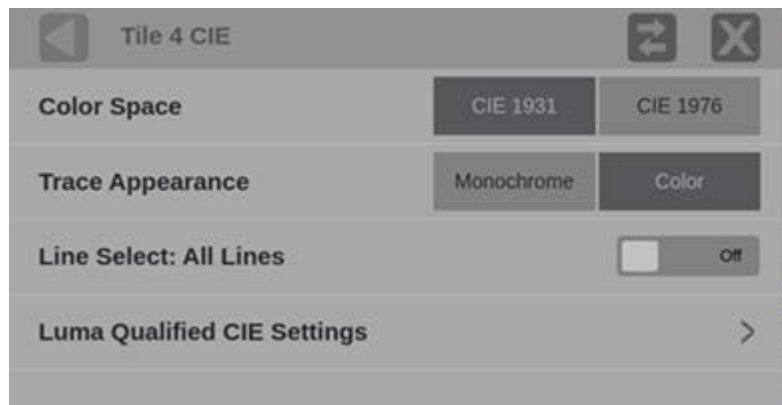 Tile 4 CIE
Color Space CIE 1931 CIE 1976
Trace Appearance Monochrome Color
Line Select: All Lines Off
Luma Qualified CIE Settings